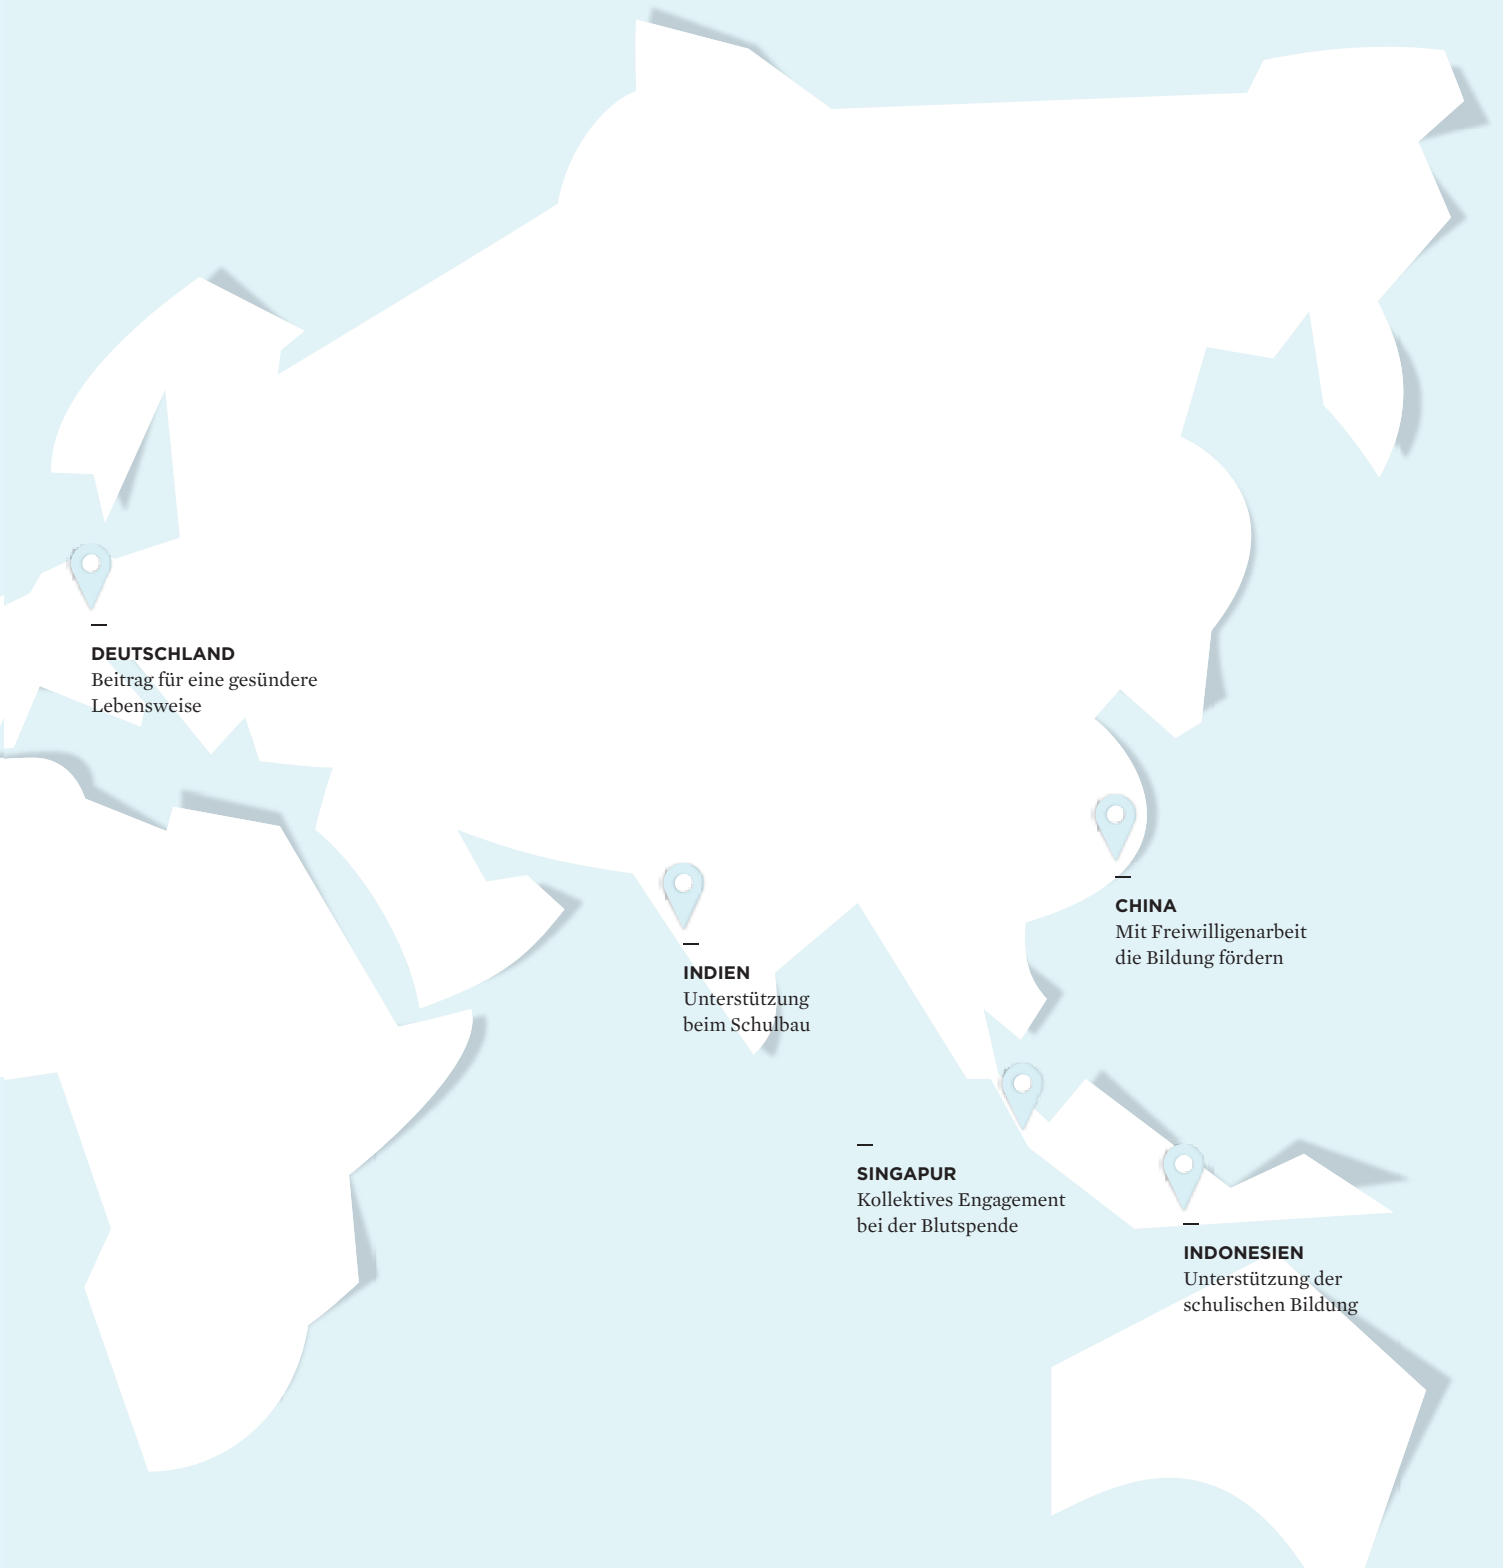 DEUTSCHLAND
Beitrag für eine gesündere
Lebensweise
CHINA
Mit Freiwilligenarbeit
die Bildung fördern
INDIEN
Unterstützung
beim Schulbau
SINGAPUR
Kollektives Engagement
bei der Blutspende
INDONESIEN
Unterstützung der
schulischen Bildung